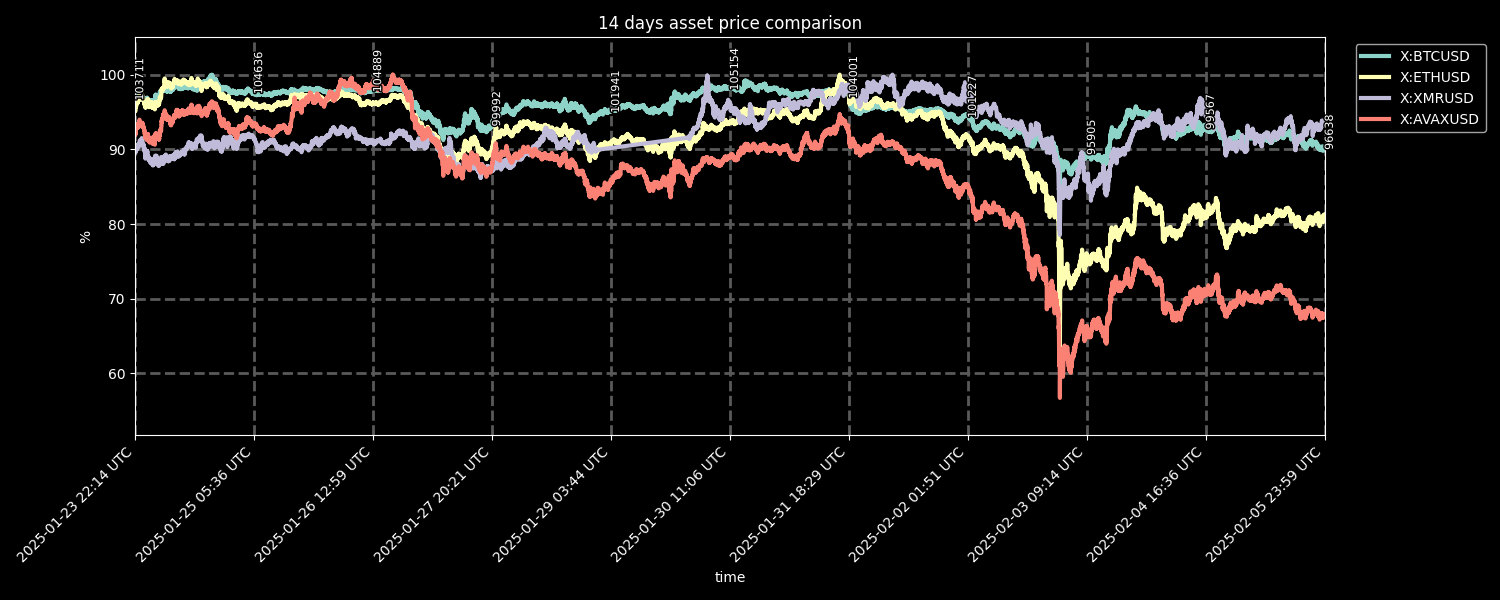 14 days asset price comparison
X:BTCUSD
X:ETHUSD
X:XMRUSD
X:AVAXUSD
%
100
90
80
70
60
103711
104636
104889
99992
101941
105154
104001
101227
95905
99567
96638
2025-01-23 22:14 UTC
2025-01-25 05:36 UTC
2025-01-26 12:59 UTC
2025-01-27 20:21 UTC
2025-01-29 03:44 UTC
2025-01-30 11:06 UTC
2025-01-31 18:29 UTC
2025-02-02 01:51 UTC
2025-02-03 09:14 UTC
2025-02-04 16:36 UTC
2025-02-05 23:59 UTC
time